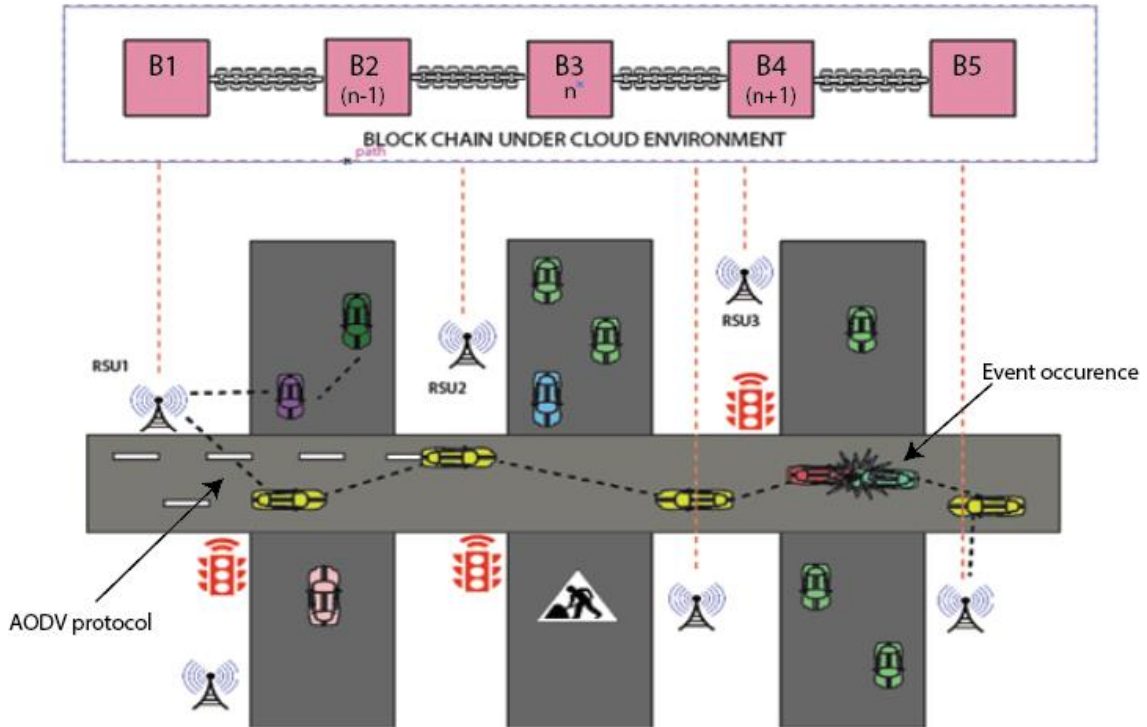 B1
B2
(n-1)
B3
n
B4
(n+1)
B5
BLOCK CHAIN UNDER CLOUD ENVIRONMENT
path
RSU1
RSU2
RSU3
Event occurence
AODV protocol